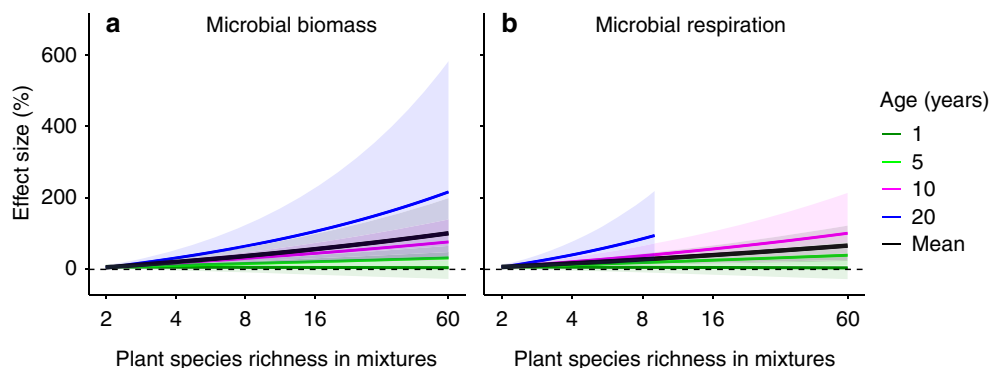 a Microbial biomass
b Microbial respiration
Effect size (%)
600
400
200
0
2 4 8 16 60
2 4 8 16 60
Plant species richness in mixtures
Plant species richness in mixtures
Age (years)
1
5
10
20
Mean